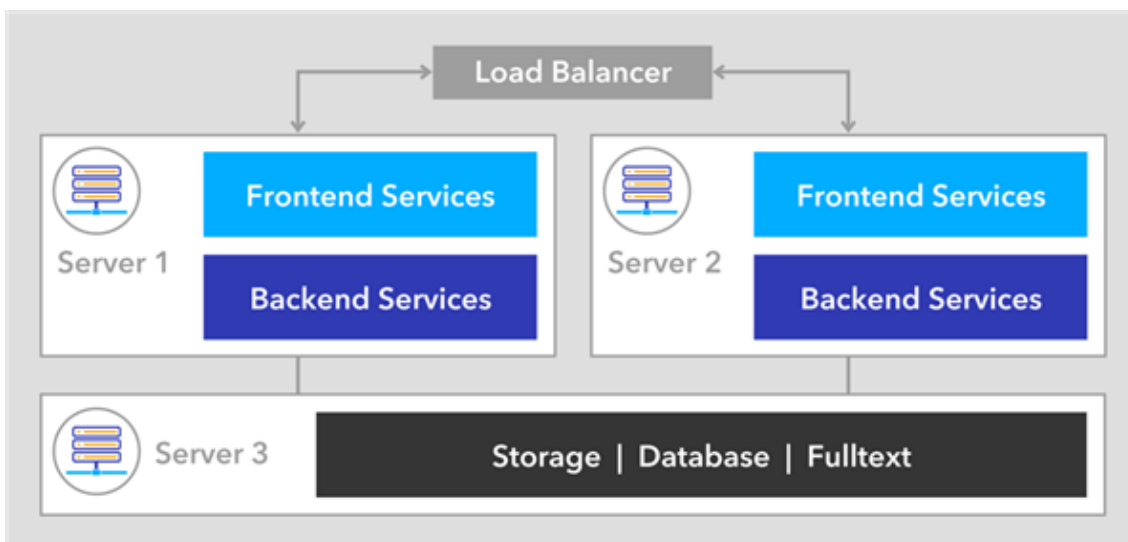 Load Balancer
Frontend Services
Server 1
Backend Services
Frontend Services
Server 2
Backend Services
Server 3
Storage | Database | Fulltext